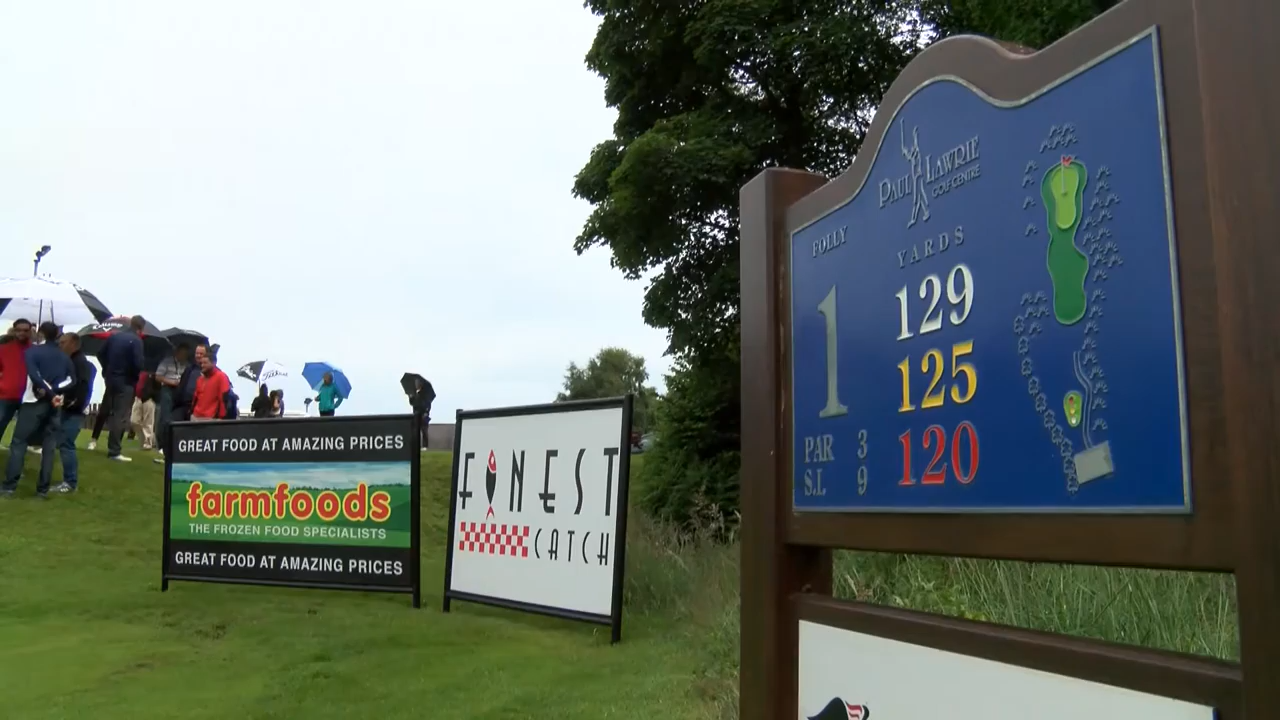 GREAT FOOD AT AMAZING PRICES
farmfoods
THE FROZEN FOOD SPECIALISTS
GREAT FOOD AT AMAZING PRICES
FINEST
CATCH
PAUL LAWRIE
GOLF CENTRE
FOLLY
YARDS
1
129
125
120
PAR 3
S.I. 9
Titleist